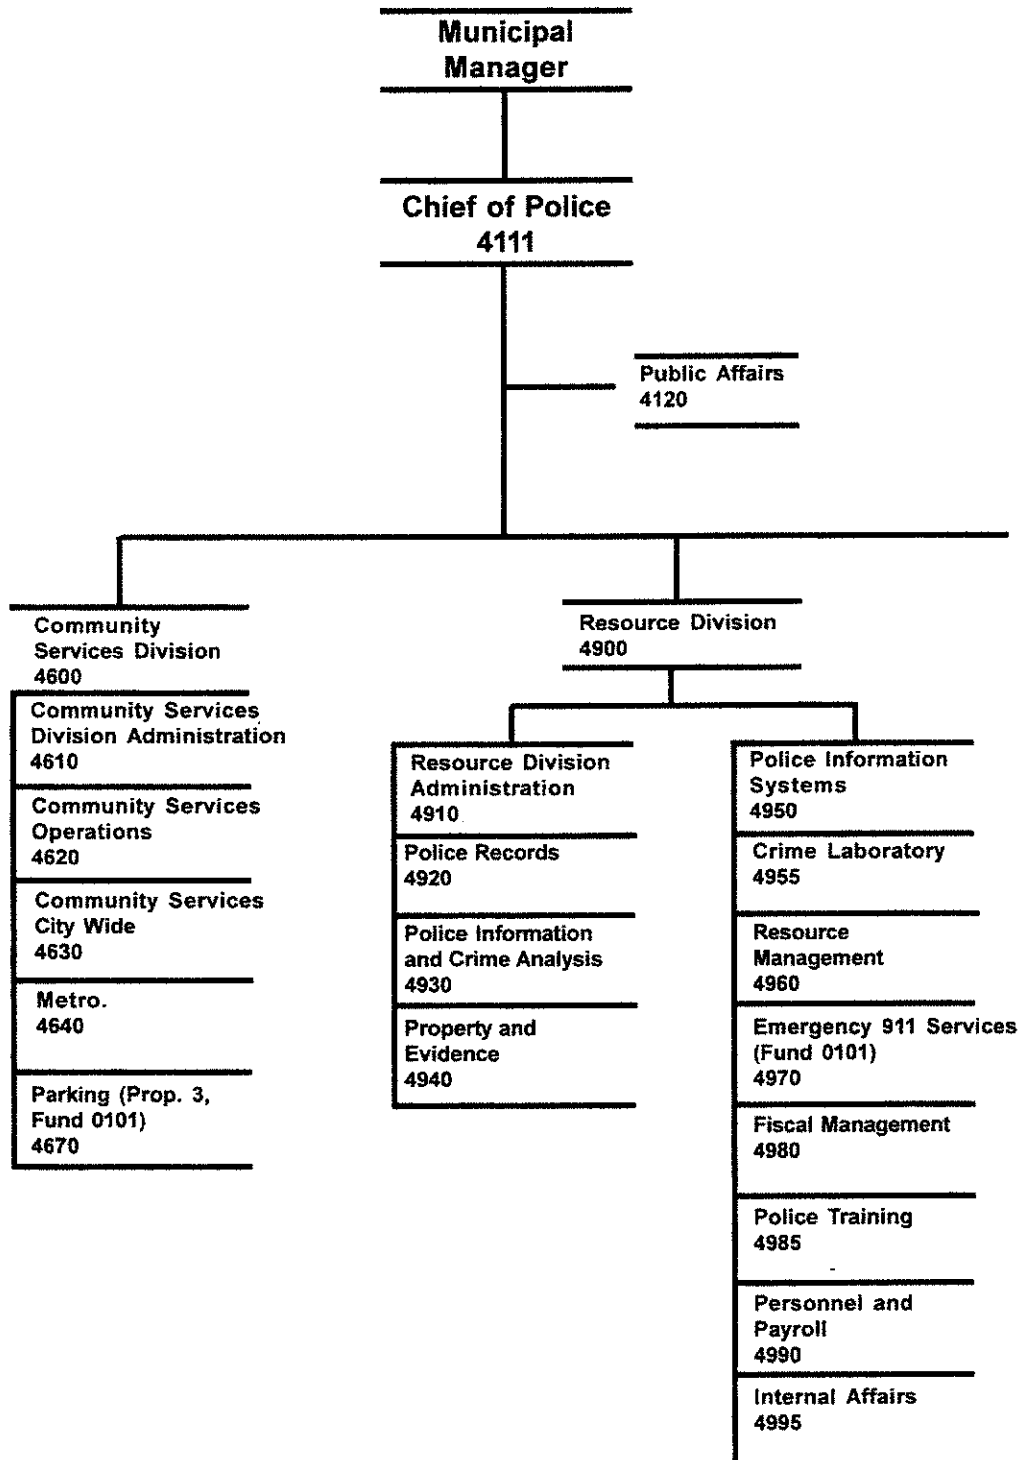 Municipal
Manager
Chief of Police
4111
Public Affairs
4120
Community
Services Division
4600
Community Services
Division Administration
4610
Community Services
Operations
4620
Community Services
City Wide
4630
Metro.
4640
Parking (Prop. 3,
Fund 0101)
4670
Resource Division
4900
Resource Division
Administration
4910
Police Records
4920
Police Information
and Crime Analysis
4930
Property and
Evidence
4940
Police Information
Systems
4950
Crime Laboratory
4955
Resource
Management
4960
Emergency 911 Services
(Fund 0101)
4970
Fiscal Management
4980
Police Training
4985
Personnel and
Payroll
4990
Internal Affairs
4995